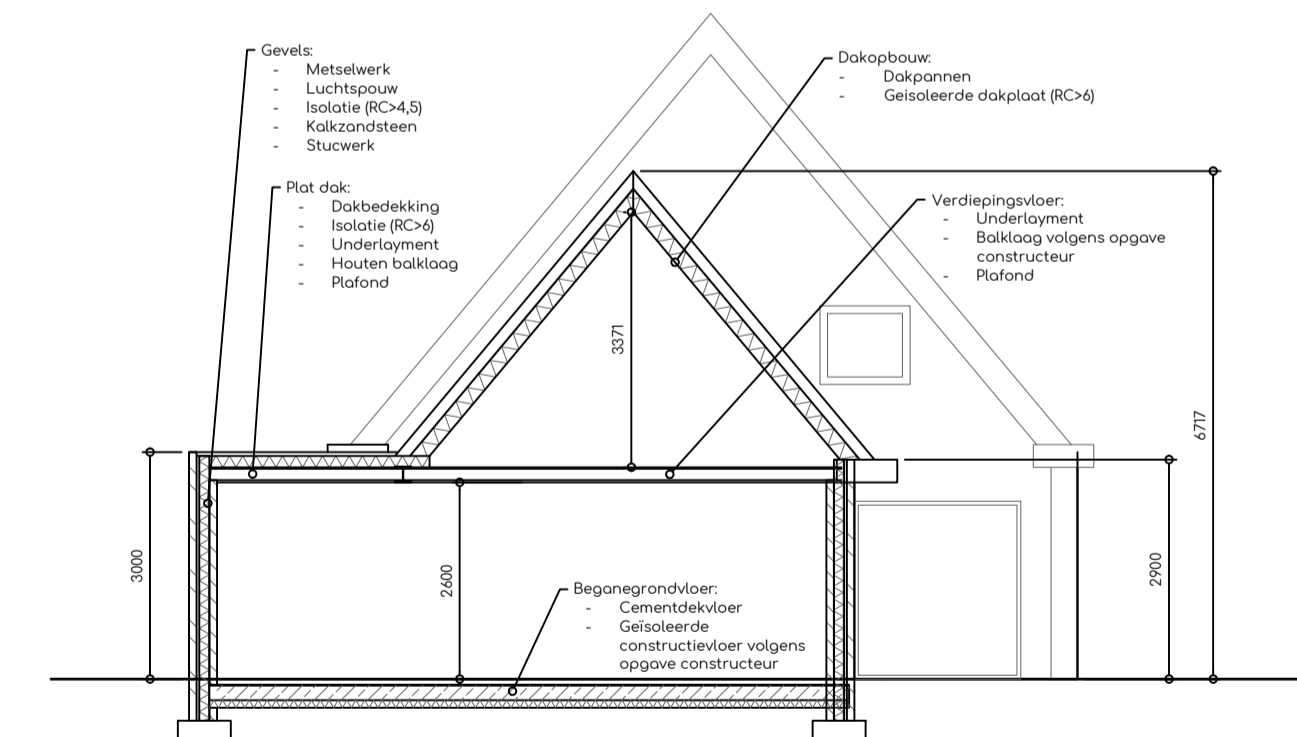 Gevels:
- Metselwerk
- Luchtspouw
- Isolatie (RC>4,5)
- Kalkzandsteen
- Stucwerk
Plat dak:
- Dakbedekking
- Isolatie (RC>6)
- Underlayment
- Houten balklaag
- Plafond
Dakopbouw:
- Dakpannen
- Geisoleerde dakplaat (RC>6)
Verdiepingsvloer:
- Underlayment
- Balklaag volgens opgave
constructeur
- Plafond
3371
6717
3000
2600
2900
Beganegrondvloer:
- Cementdekvloer
- Geïsoleerde
constructievloer volgens
opgave constructeur